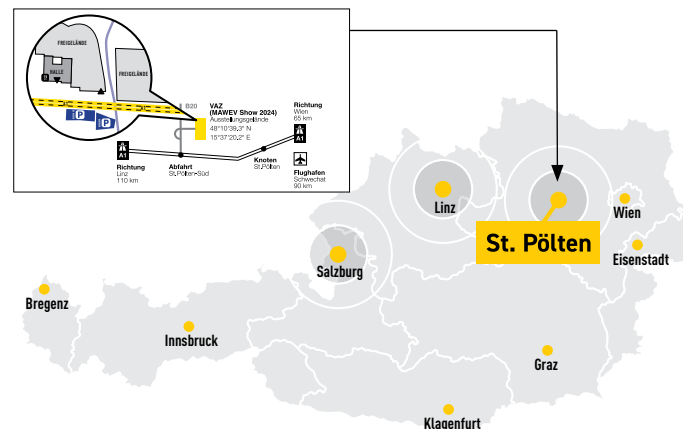 FREIGELÄNDE
HALLE
FREIGELÄNDE
P
P
B20
VAZ
(MAWEV Show 2024)
Ausstellungsgelände
48°10'39,3" N
15°37'20,2" E
Richtung
Wien
65 km
A1
A1
Richtung
Linz
110 km
Abfahrt
St.Pölten-Süd
Knoten
St.Pölten
Flughafen
Schwechat
90 km
Linz
St. Pölten
Wien
Eisenstadt
Salzburg
Bregenz
Innsbruck
Graz
Klagenfurt